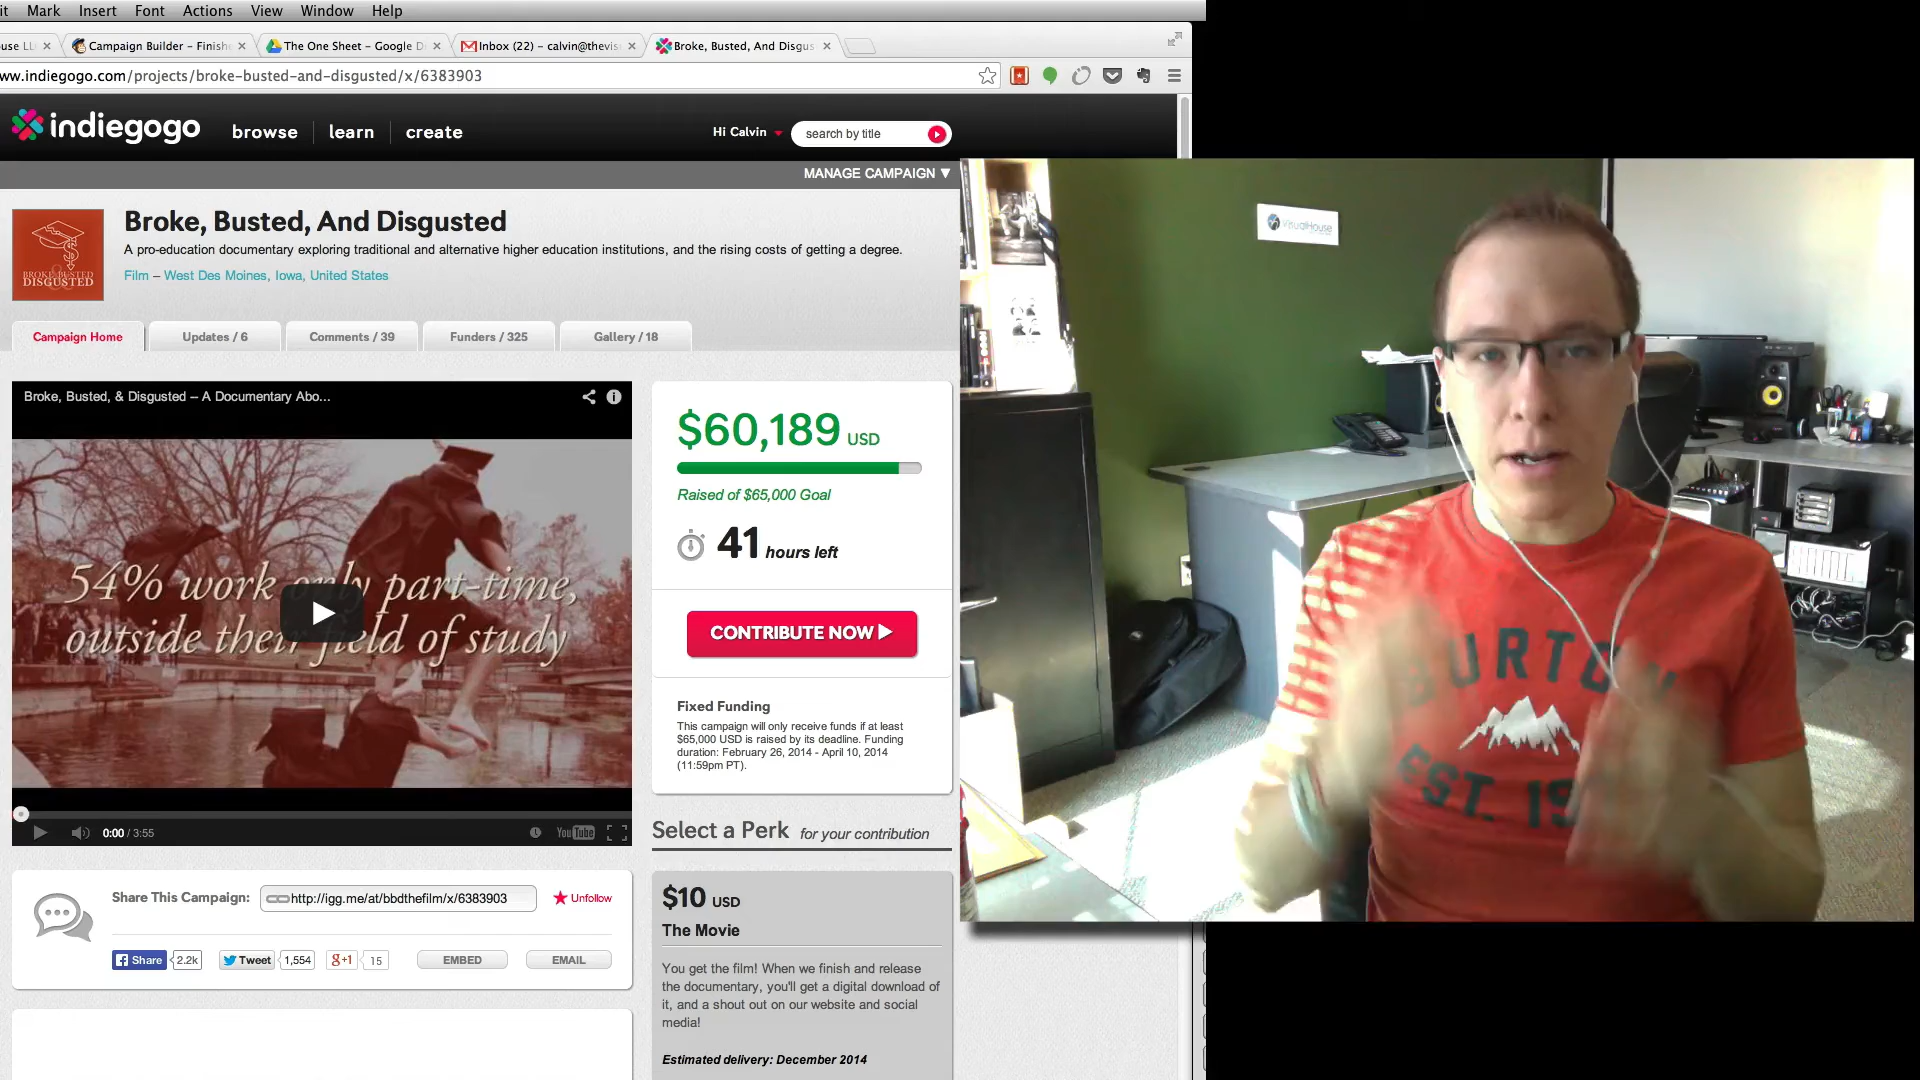 it Mark Insert Font Actions View Window Help
Campaign Builder – Finish
The One Sheet – Google D
Inbox (22) – calvin@thevis
Broke, Busted, And Disgus
ww.indiegogo.com/projects/broke-busted-and-disgusted/x/6383903
indiegogo
browse learn create
Hi Calvin
search by title
MANAGE CAMPAIGN ▼
BROKE, BUSTED
& DISGUSTED
Broke, Busted, And Disgusted
A pro-education documentary exploring traditional and alternative higher education institutions, and the rising costs of getting a degree.
Film – West Des Moines, Iowa, United States
Campaign Home
Updates / 6
Comments / 39
Funders / 325
Gallery / 18
Broke, Busted, & Disgusted -- A Documentary Abo...
54% work only part-time,
outside their field of study
0:00 / 3:55
YouTube
$60,189 USD
Raised of $65,000 Goal
41 hours left
CONTRIBUTE NOW
Fixed Funding
This campaign will only receive funds if at least
$65,000 USD is raised by its deadline. Funding
duration: February 26, 2014 - April 10, 2014
(11:59pm PT).
Select a Perk for your contribution
$10 USD
The Movie
You get the film! When we finish and release
the documentary, you'll get a digital download of
it, and a shout out on our website and social
media!
Estimated delivery: December 2014
Share This Campaign:
http://igg.me/at/bbdthefilm/x/6383903
Unfollow
Share 2.2k
Tweet 1,554
g+1 15
EMBED
EMAIL
VisualHouse
BURTON
EST. 19